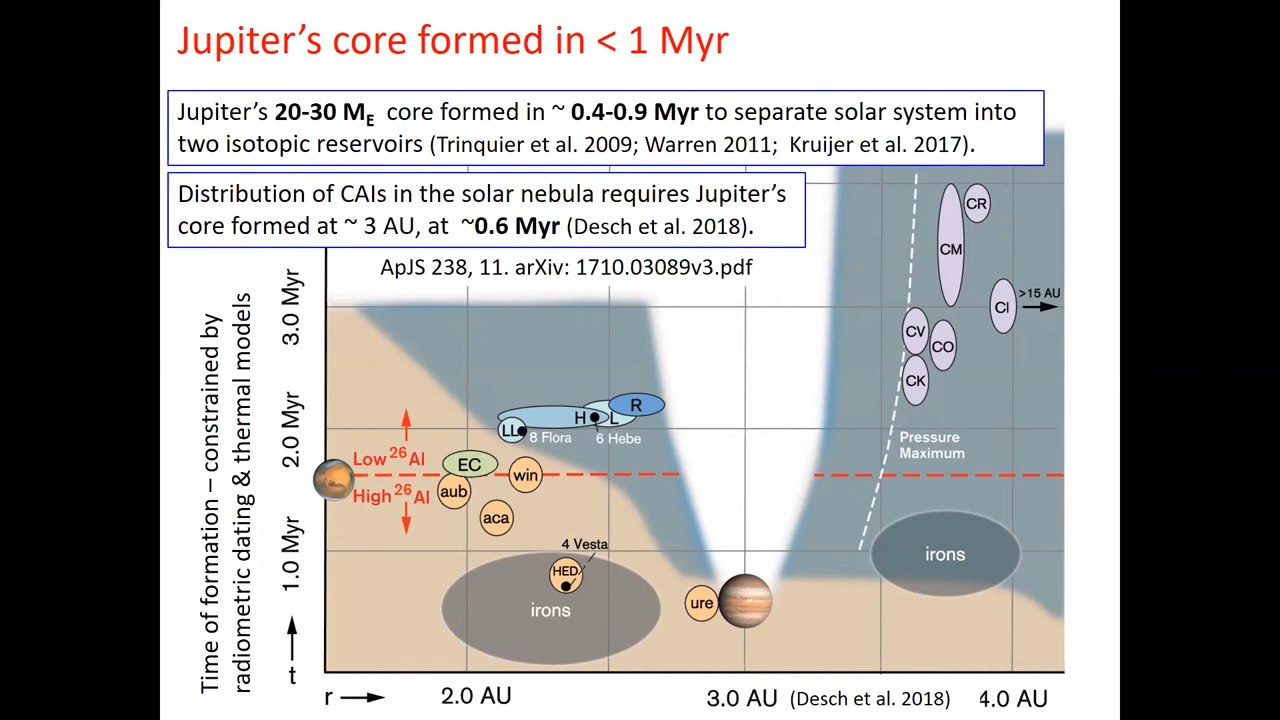 Jupiter's core formed in < 1 Myr
Jupiter's 20-30 M_E core formed in ~ 0.4-0.9 Myr to separate solar system into
two isotopic reservoirs (Trinquier et al. 2009; Warren 2011; Kruijer et al. 2017).
Distribution of CAIs in the solar nebula requires Jupiter's
core formed at ~ 3 AU, at ~0.6 Myr (Desch et al. 2018).
ApJS 238, 11. arXiv: 1710.03089v3.pdf
Time of formation – constrained by
radiometric dating & thermal models
3.0 Myr
2.0 Myr
1.0 Myr
t
CR
CM
CI
>15 AU
CV
CO
CK
Pressure
Maximum
R
H
L
LL
8 Flora
6 Hebe
Low ²⁶Al
High ²⁶Al
EC
win
aub
aca
4 Vesta
HED
irons
ure
irons
r
2.0 AU
3.0 AU
(Desch et al. 2018)
4.0 AU